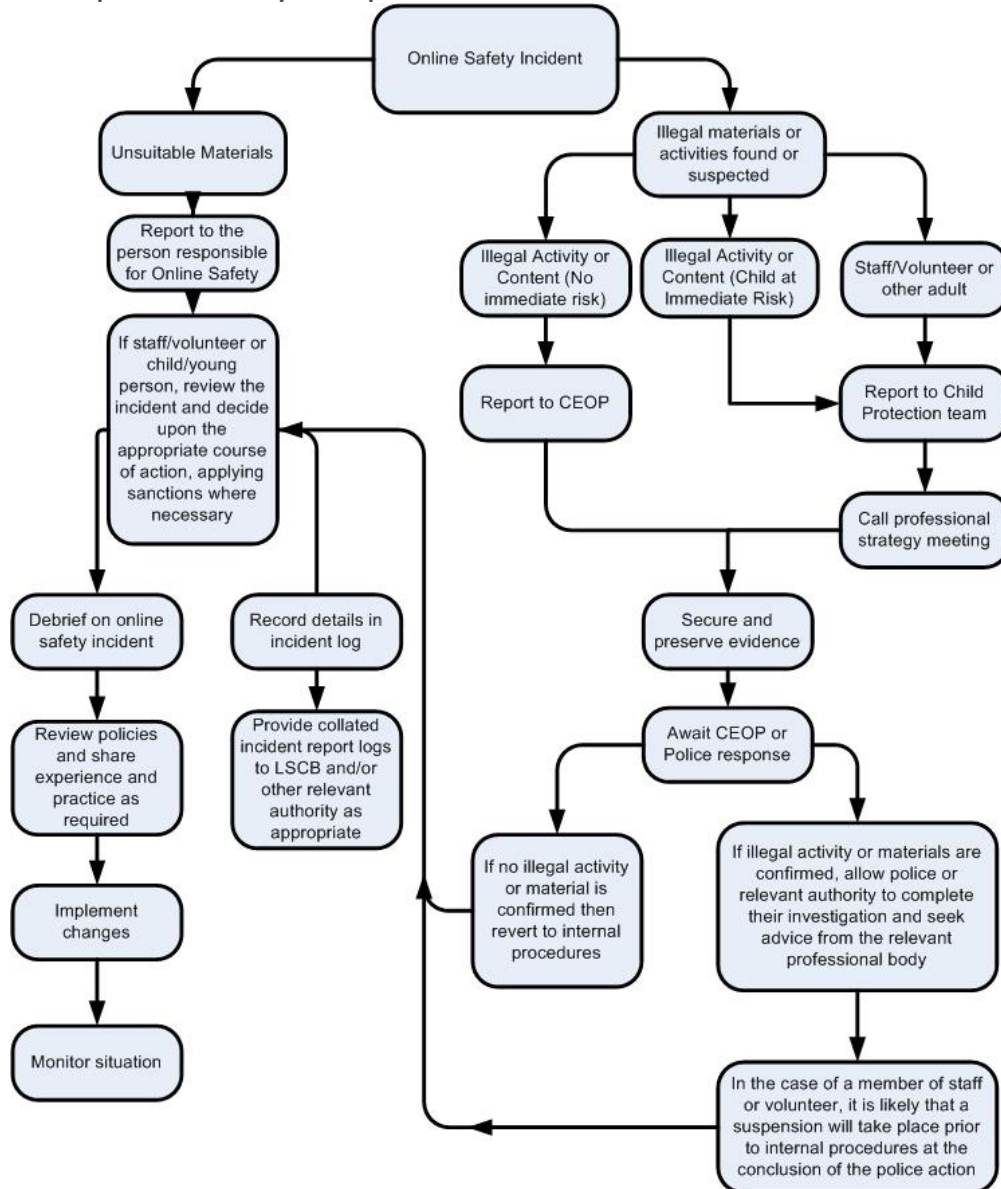 Online Safety Incident
Unsuitable Materials
Report to the
person responsible
for Online Safety
If staff/volunteer or
child/young
person, review the
incident and decide
upon the
appropriate course
of action, applying
sanctions where
necessary
Debrief on online
safety incident
Review policies
and share
experience and
practice as
required
Implement
changes
Monitor situation
Record details in
incident log
Provide collated
incident report logs
to LSCB and/or
other relevant
authority as
appropriate
Illegal materials or
activities found or
suspected
Illegal Activity or
Content (No
immediate risk)
Illegal Activity or
Content (Child at
Immediate Risk)
Staff/Volunteer or
other adult
Report to CEOP
Report to Child
Protection team
Call professional
strategy meeting
Secure and
preserve evidence
Await CEOP or
Police response
If no illegal activity
or material is
confirmed then
revert to internal
procedures
If illegal activity or materials are
confirmed, allow police or
relevant authority to complete
their investigation and seek
advice from the relevant
professional body
In the case of a member of staff
or volunteer, it is likely that a
suspension will take place prior
to internal procedures at the
conclusion of the police action